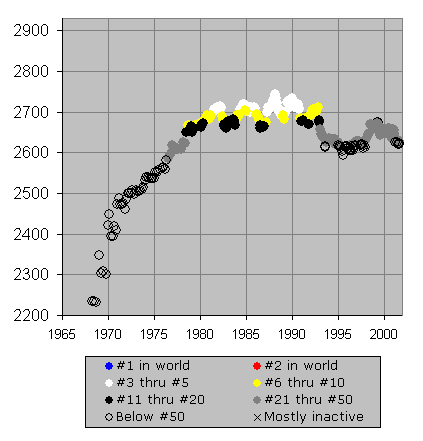 2900
2800
2700
2600
2500
2400
2300
2200
1965 1970 1975 1980 1985 1990 1995 2000
#1 in world #2 in world
#3 thru #5 #6 thru #10
#11 thru #20 #21 thru #50
Below #50 Mostly inactive